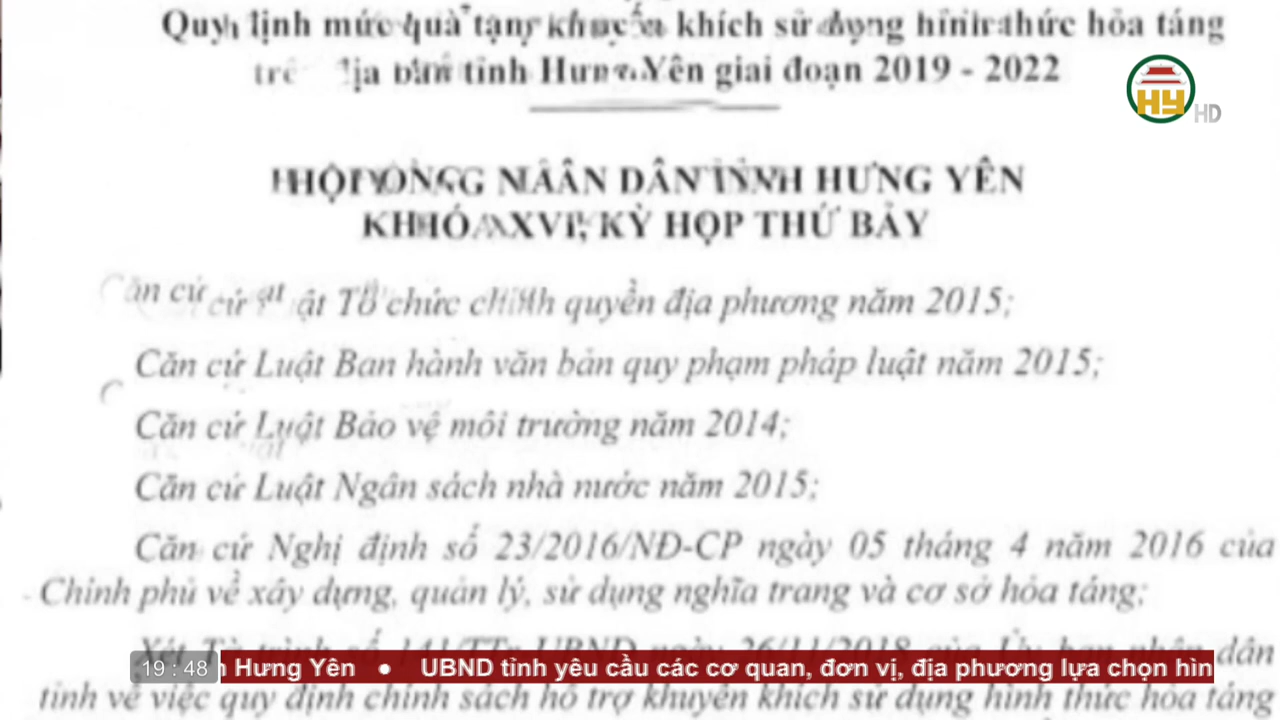 mức quà tặng khuyến khích sử dụng hình thức hỏa táng
địa bàn tỉnh Hưng Yên giai đoạn 2019 - 2022
HY HD
HỘI ĐỒNG NHÂN DÂN TỈNH HƯNG YÊN
KHÓA XVI, KỲ HỌP THỨ BẢY
Căn cứ Luật Tổ chức chính quyền địa phương năm 2015;
Căn cứ Luật Ban hành văn bản quy phạm pháp luật năm 2015;
Căn cứ Luật Bảo vệ môi trường năm 2014;
Căn cứ Luật Ngân sách nhà nước năm 2015;
Căn cứ Nghị định số 23/2016/NĐ-CP ngày 05 tháng 4 năm 2016 của
Chính phủ về xây dựng, quản lý, sử dụng nghĩa trang và cơ sở hỏa táng;
dân
19 : 48 Hưng Yên ● UBND tỉnh yêu cầu các cơ quan, đơn vị, địa phương lựa chọn hìn
tỉnh về việc quy định chính sách hỗ trợ khuyến khích sử dụng hình thức hỏa táng